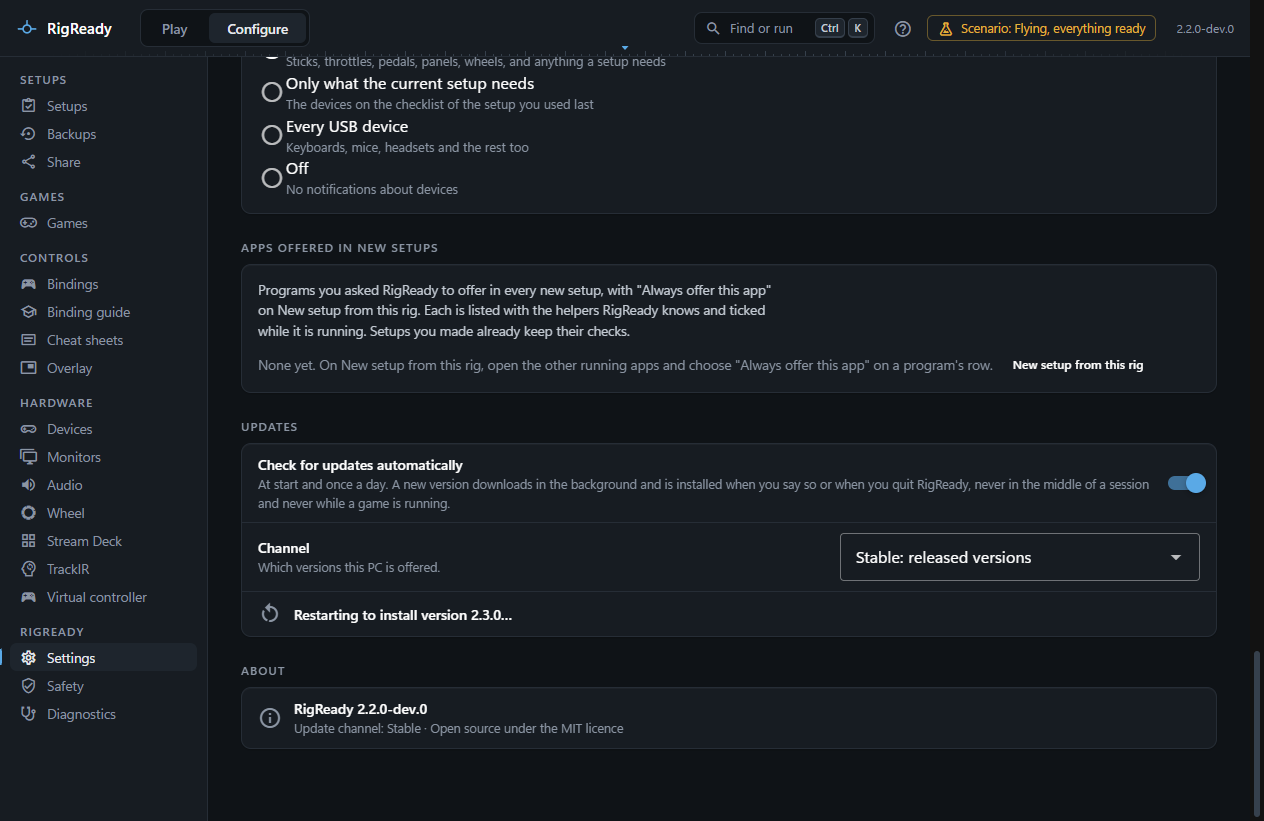 RigReady
Play
Configure
Find or run
Ctrl
K
Scenario: Flying, everything ready
2.2.0-dev.0
SETUPS
Setups
Backups
Share
GAMES
Games
CONTROLS
Bindings
Binding guide
Cheat sheets
Overlay
HARDWARE
Devices
Monitors
Audio
Wheel
Stream Deck
TrackIR
Virtual controller
RIGREADY
Settings
Safety
Diagnostics
Sticks, throttles, pedals, panels, wheels, and anything a setup needs
Only what the current setup needs
The devices on the checklist of the setup you used last
Every USB device
Keyboards, mice, headsets and the rest too
Off
No notifications about devices
APPS OFFERED IN NEW SETUPS
Programs you asked RigReady to offer in every new setup, with "Always offer this app"
on New setup from this rig. Each is listed with the helpers RigReady knows and ticked
while it is running. Setups you made already keep their checks.
None yet. On New setup from this rig, open the other running apps and choose "Always offer this app" on a program's row.
New setup from this rig
UPDATES
Check for updates automatically
At start and once a day. A new version downloads in the background and is installed when you say so or when you quit RigReady, never in the middle of a session
and never while a game is running.
Channel
Which versions this PC is offered.
Stable: released versions
Restarting to install version 2.3.0...
ABOUT
RigReady 2.2.0-dev.0
Update channel: Stable · Open source under the MIT licence